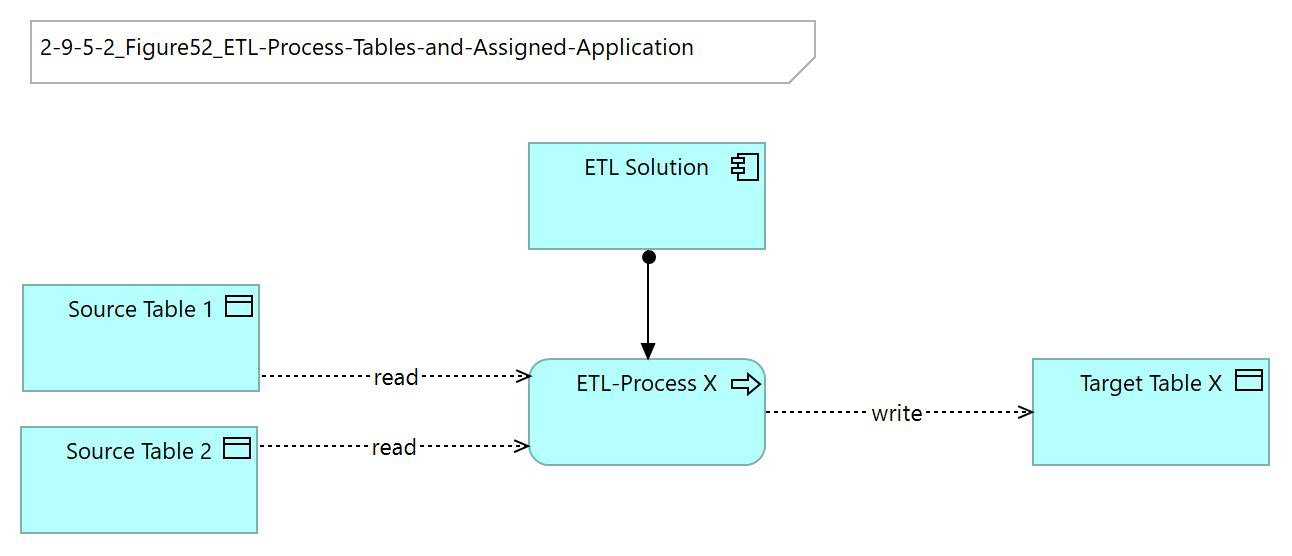 2-9-5-2_Figure52_ETL-Process-Tables-and-Assigned-Application
ETL Solution
Source Table 1
read
ETL-Process X
write
Target Table X
Source Table 2
read